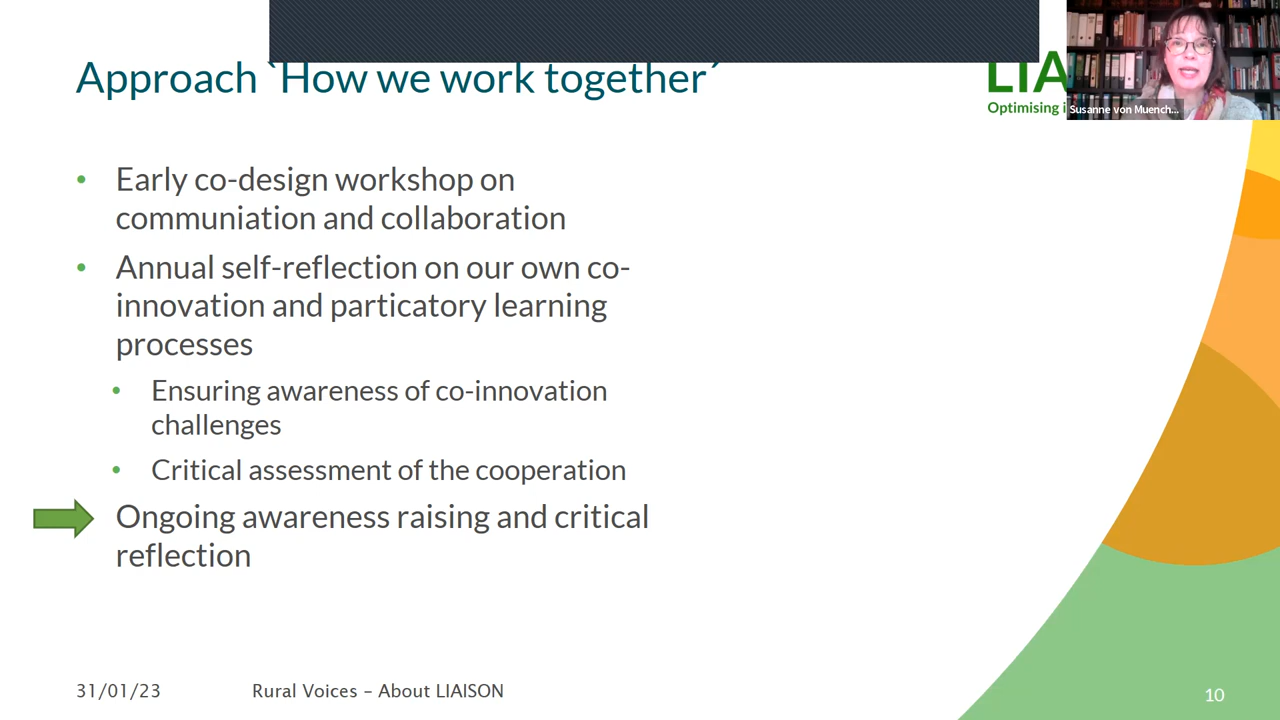 Approach `How we work together´
LIA
Optimising i
Susanne von Muench...
• Early co-design workshop on
communiation and collaboration
• Annual self-reflection on our own co-
innovation and particatory learning
processes
• Ensuring awareness of co-innovation
challenges
• Critical assessment of the cooperation
Ongoing awareness raising and critical
reflection
31/01/23
Rural Voices – About LIAISON
10